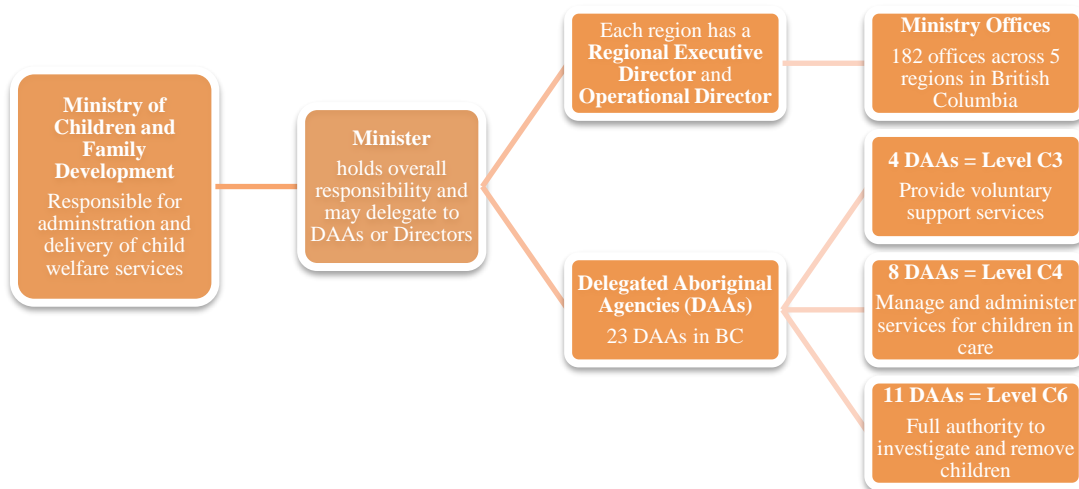 Ministry of
Children and
Family
Development
Responsible for
adminstration and
delivery of child
welfare services
Minister
holds overall
responsibility and
may delegate to
DAAs or Directors
Each region has a
Regional Executive
Director and
Operational Director
Ministry Offices
182 offices across 5
regions in British
Columbia
Delegated Aboriginal
Agencies (DAAs)
23 DAAs in BC
4 DAAs = Level C3
Provide voluntary
support services
8 DAAs = Level C4
Manage and administer
services for children in
care
11 DAAs = Level C6
Full authority to
investigate and remove
children